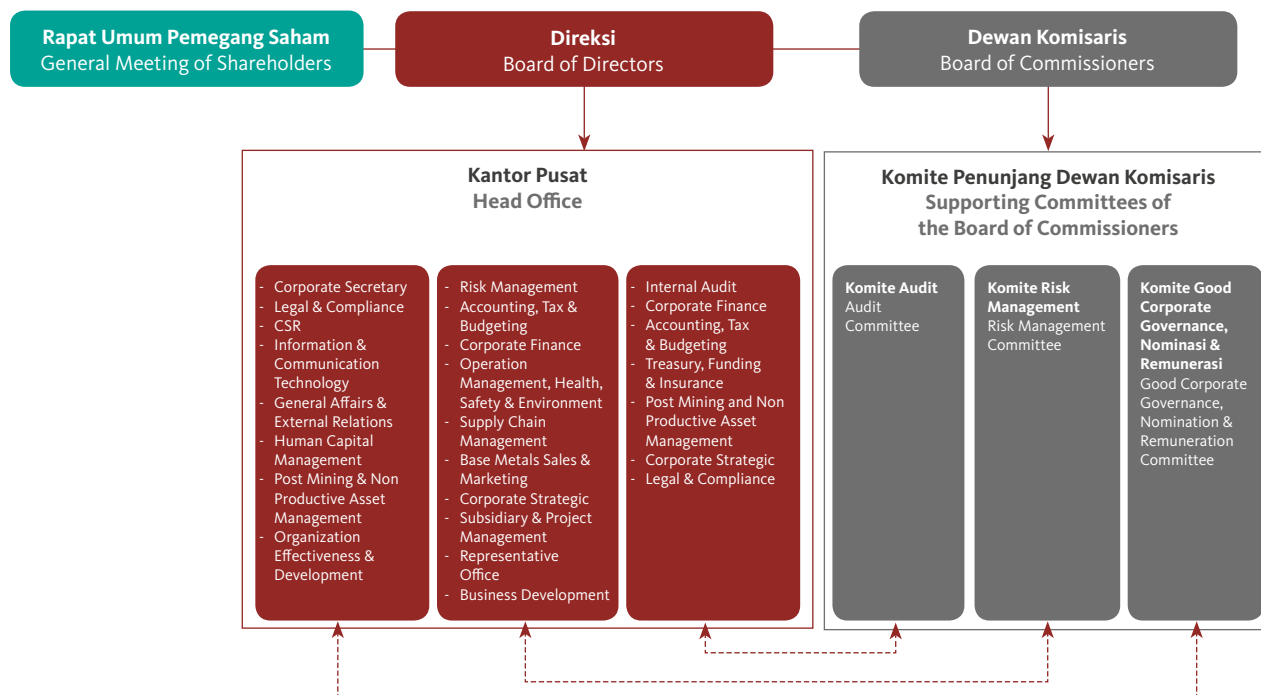 Rapat Umum Pemegang Saham
General Meeting of Shareholders
Direksi
Board of Directors
Dewan Komisaris
Board of Commissioners
Kantor Pusat
Head Office
- Corporate Secretary
- Legal & Compliance
- CSR
- Information &
Communication
Technology
- General Affairs &
External Relations
- Human Capital
Management
- Post Mining & Non
Productive Asset
Management
- Organization
Effectiveness &
Development
- Risk Management
- Accounting, Tax &
Budgeting
- Corporate Finance
- Operation
Management, Health,
Safety & Environment
- Supply Chain
Management
- Base Metals Sales &
Marketing
- Corporate Strategic
- Subsidiary & Project
Management
- Representative
Office
- Business Development
- Internal Audit
- Corporate Finance
- Accounting, Tax
& Budgeting
- Treasury, Funding
& Insurance
- Post Mining and Non
Productive Asset
Management
- Corporate Strategic
- Legal & Compliance
Komite Penunjang Dewan Komisaris
Supporting Committees of
the Board of Commissioners
Komite Audit
Audit
Committee
Komite Risk
Management
Risk Management
Committee
Komite Good
Corporate
Governance,
Nominasi &
Remunerasi
Good Corporate
Governance,
Nomination &
Remuneration
Committee